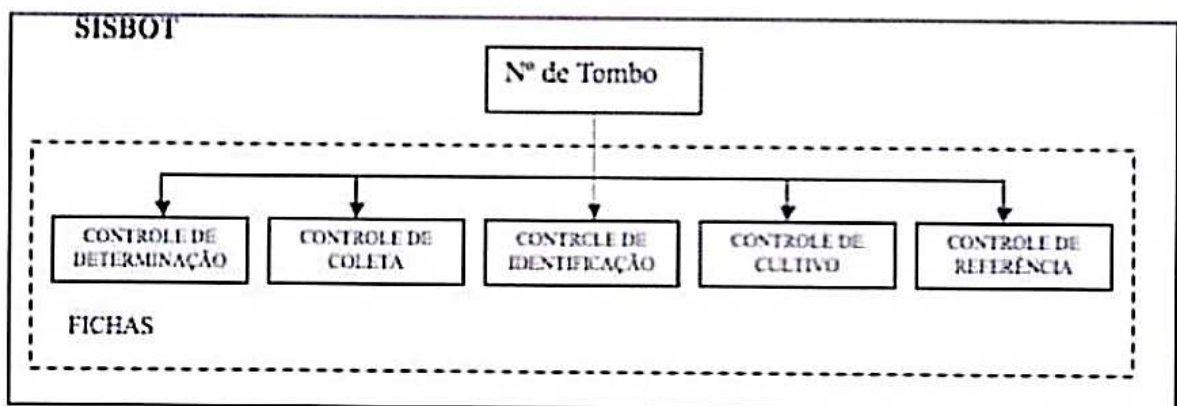 SISBOT
Nº de Tombo
CONTROLE DE
DETERMINAÇÃO
CONTROLE DE
COLETA
CONTRCLE DE
IDENTIFICAÇÃO
CONTROLE DE
CULTIVO
CONTROLE DE
REFERÊNCIA
FICHAS